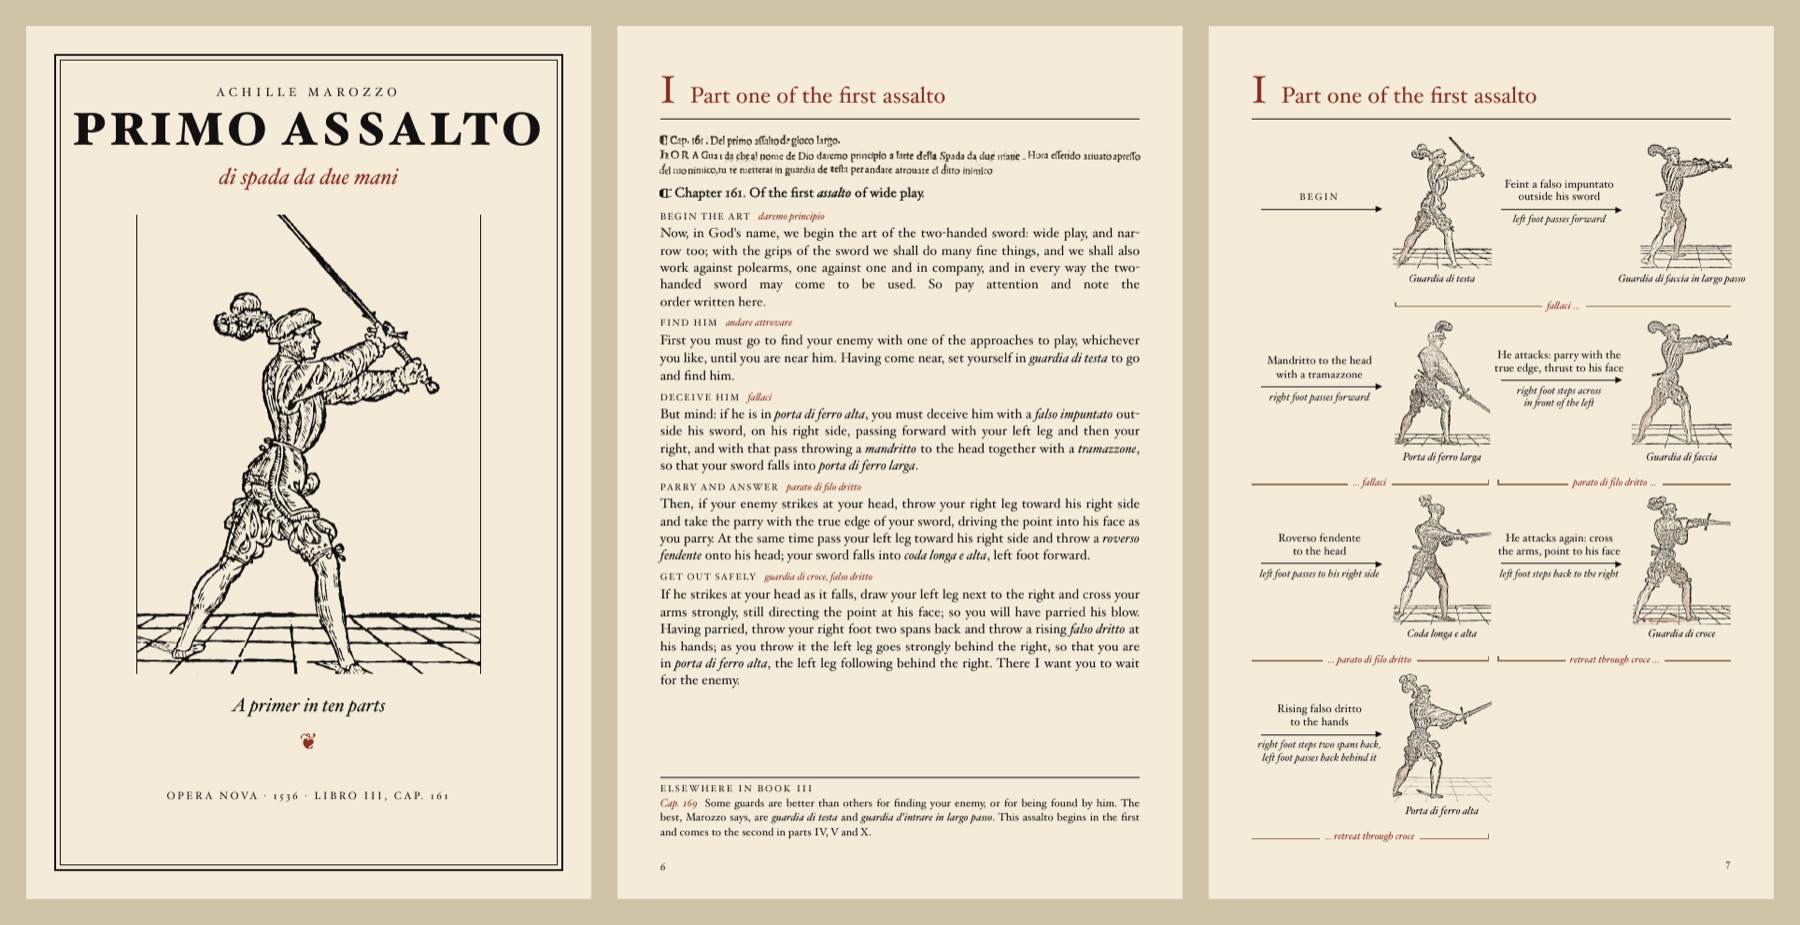 ACHILLE MAROZZO
PRIMO ASSALTO
di spada da due mani
A primer in ten parts
OPERA NOVA · 1536 · LIBRO III, CAP. 161
I Part one of the first assalto
¶ Cap. 161. Del primo assalto de gioco largo.
nome de Dio daremo principio a larte della Spada da due
nimico, tu te metterai in guardia de testa per andare
¶ Chapter 161. Of the first assalto of wide play.
BEGIN THE ART daremo principio
Now, in God's name, we begin the art of the two-handed sword: wide play, and nar-
row too; with the grips of the sword we shall do many fine things, and we shall also
work against polearms, one against one and in company, and in every way the two-
handed sword may come to be used. So pay attention and note the
order written here.
FIND HIM andare attrovare
First you must go to find your enemy with one of the approaches to play, whichever
you like, until you are near him. Having come near, set yourself in guardia di testa to go
and find him.
DECEIVE HIM fallaci
But mind: if he is in porta di ferro alta, you must deceive him with a falso impuntato out-
side his sword, on his right side, passing forward with your left leg and then your
right, and with that pass throwing a mandritto to the head together with a tramazzone,
so that your sword falls into porta di ferro larga.
PARRY AND ANSWER parato di filo dritto
Then, if your enemy strikes at your head, throw your right leg toward his right side
and take the parry with the true edge of your sword, driving the point into his face as
you parry. At the same time pass your left leg toward his right side and throw a roverso
fendente onto his head; your sword falls into coda longa e alta, left foot forward.
GET OUT SAFELY guardia di croce, falso dritto
If he strikes at your head as it falls, draw your left leg next to the right and cross your
arms strongly, still directing the point at his face; so you will have parried his blow.
Having parried, throw your right foot two spans back and throw a rising falso dritto at
his hands; as you throw it the left leg goes strongly behind the right, so that you are
in porta di ferro alta, the left leg following behind the right. There I want you to wait
for the enemy.
ELSEWHERE IN BOOK III
Cap. 169 Some guards are better than others for finding your enemy, or for being found by him. The
best, Marozzo says, are guardia di testa and guardia d'intrare in largo passo. This assalto begins in the first
and comes to the second in parts IV, V and X.
6
I Part one of the first assalto
BEGIN
Guardia di testa
Feint a falso impuntato
outside his sword
left foot passes forward
Guardia di faccia in largo passo
fallaci ...
Mandritto to the head
with a tramazzone
right foot passes forward
Porta di ferro larga
He attacks: parry with the
true edge, thrust to his face
right foot steps across
in front of the left
Guardia di faccia
... fallaci
parato di filo dritto ...
Roverso fendente
to the head
left foot passes to his right side
Coda longa e alta
He attacks again: cross
the arms, point to his face
left foot steps back to the right
Guardia di croce
... parato di filo dritto
retreat through croce ...
Rising falso dritto
to the hands
right foot steps two spans back,
left foot passes back behind it
Porta di ferro alta
... retreat through croce
7